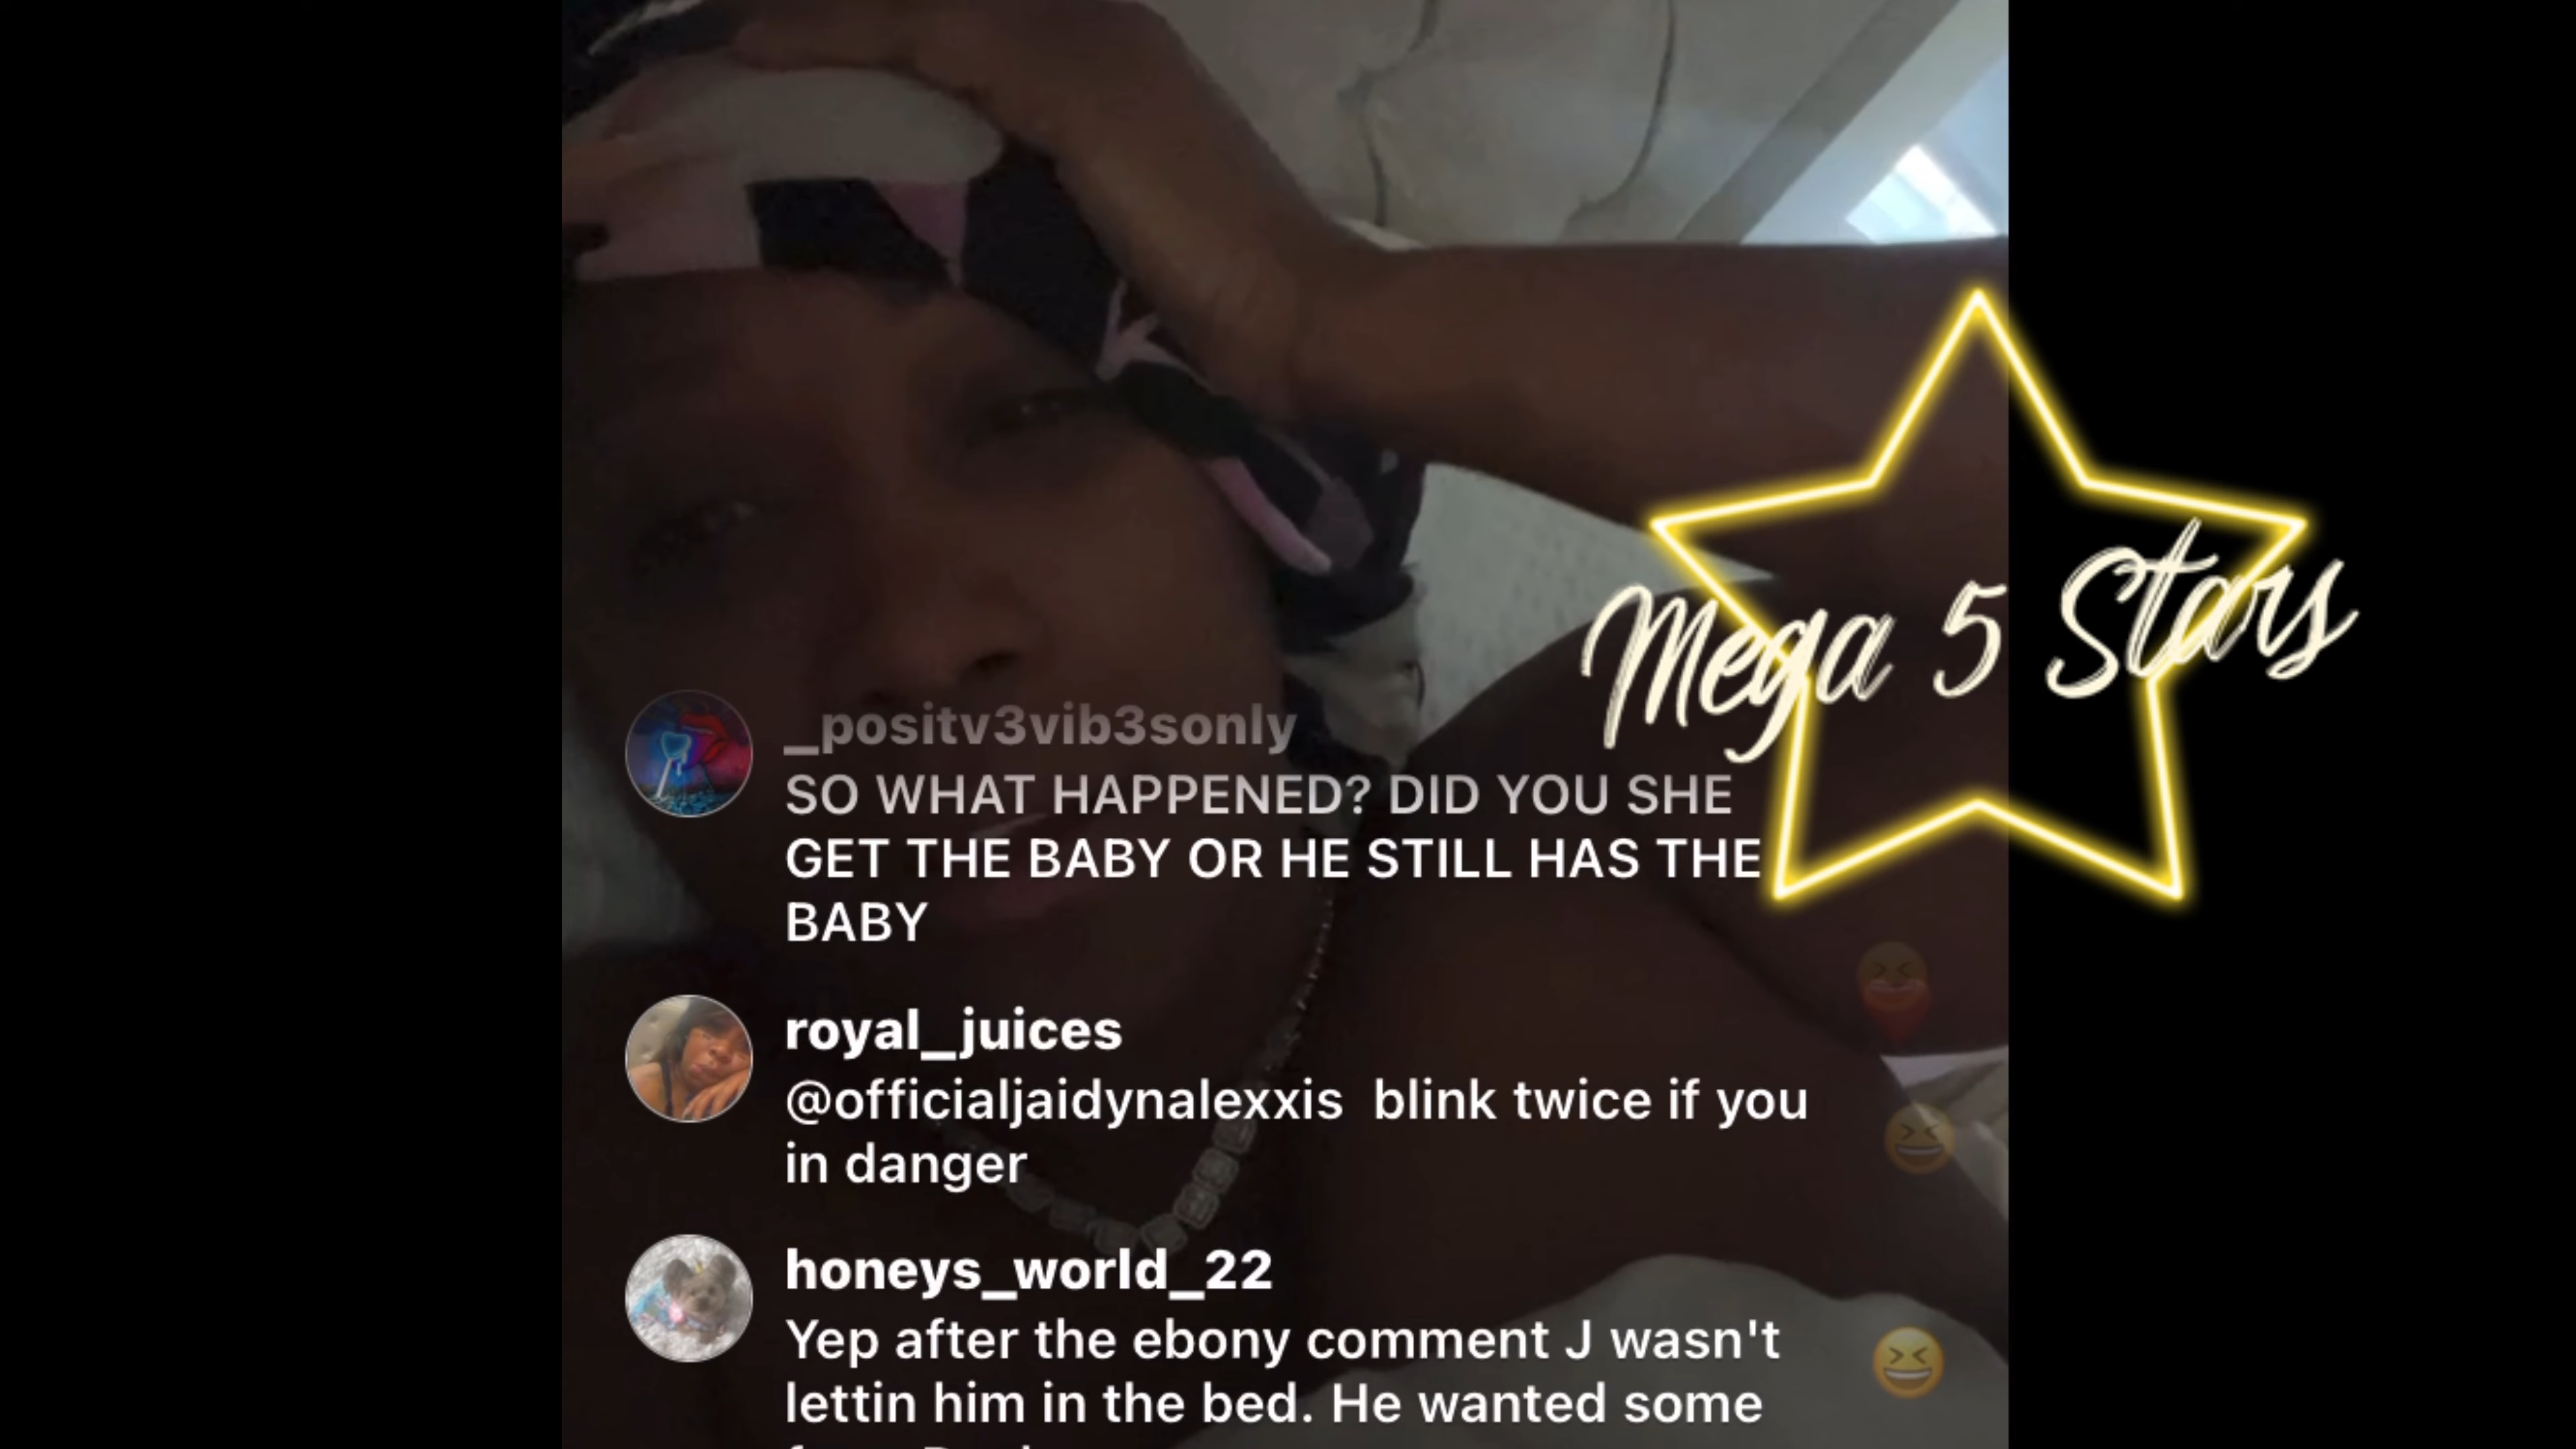 _positv3vib3sonly
SO WHAT HAPPENED? DID YOU SHE
GET THE BABY OR HE STILL HAS THE
BABY
royal_juices
@officialjaidynalexxis blink twice if you
in danger
honeys_world_22
Yep after the ebony comment J wasn't
lettin him in the bed. He wanted some
Mega 5 Stars